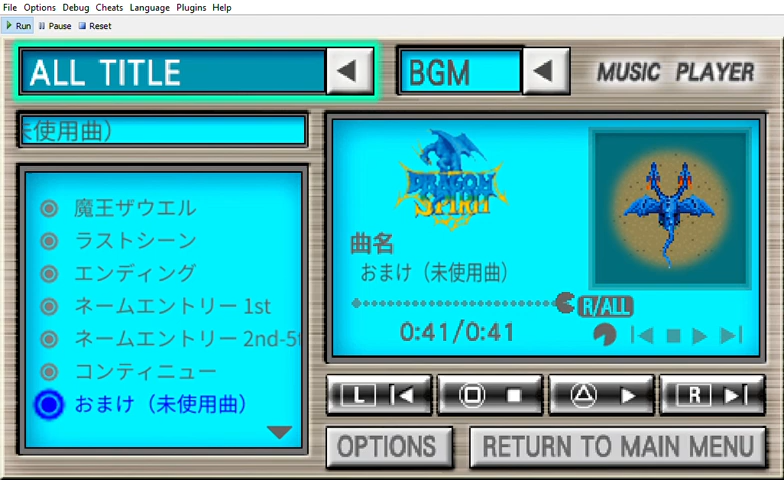 File Options Debug Cheats Language Plugins Help
Run Pause Reset
ALL TITLE
BGM
MUSIC PLAYER
使用曲）
魔王ザウエル
ラストシーン
エンディング
ネームエントリー 1st
ネームエントリー 2nd-5t
コンティニュー
おまけ（未使用曲）
DRAGON
SPIRIT
曲名
おまけ（未使用曲）
R/ALL
0:41/0:41
L
R
OPTIONS
RETURN TO MAIN MENU